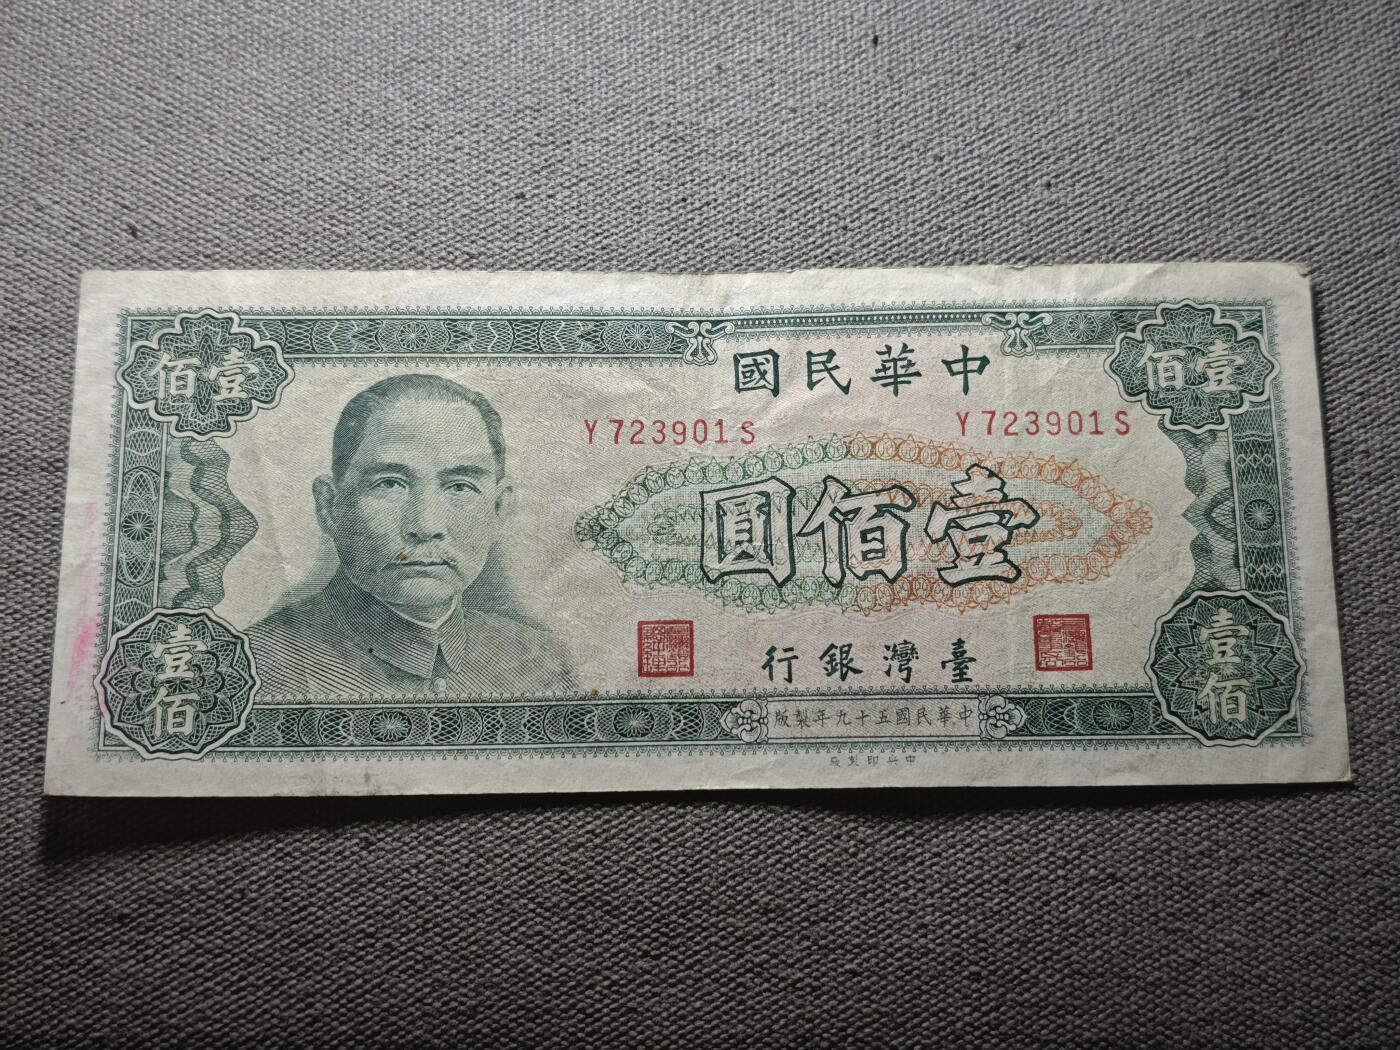 壹佰
壹佰
中華民國
Y723901S
Y723901S
壹佰圓
臺灣銀行
壹佰
壹佰
中華民國五十九年製版
中央印製廠